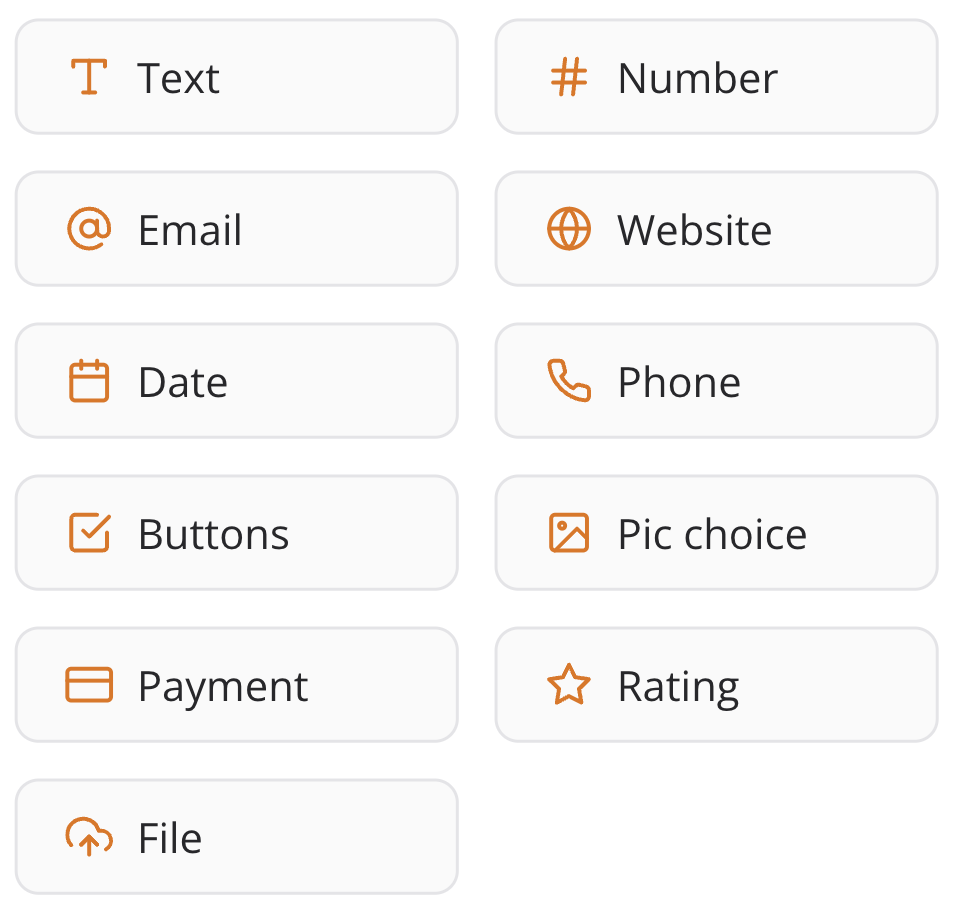 Text
Number
Email
Website
Date
Phone
Buttons
Pic choice
Payment
Rating
File